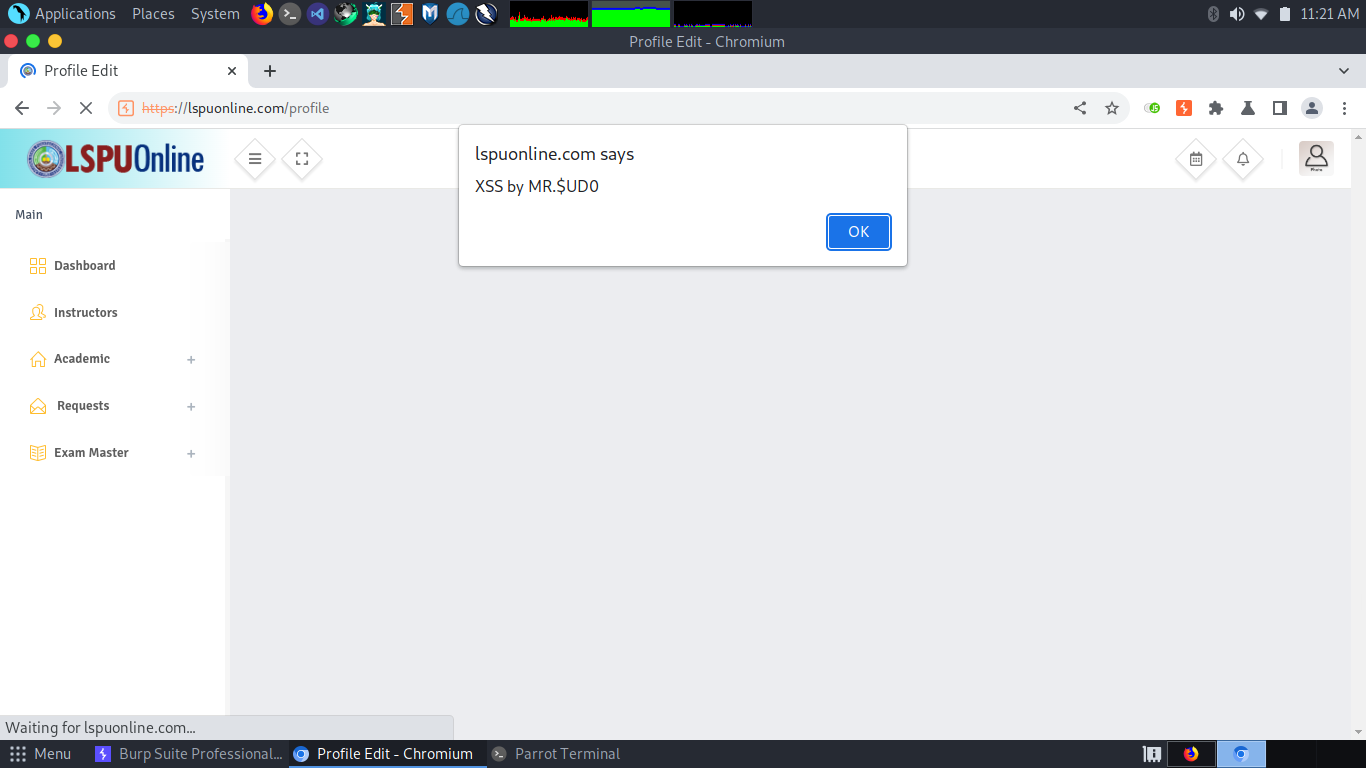 Applications Places System 11:21 AM
Profile Edit - Chromium
Profile Edit
https://lspuonline.com/profile
LSPUOnline
lspuonline.com says
XSS by MR.$UD0
OK
Main
Dashboard
Instructors
Academic +
Requests +
Exam Master +
Waiting for lspuonline.com...
Menu Burp Suite Professional... Profile Edit - Chromium Parrot Terminal